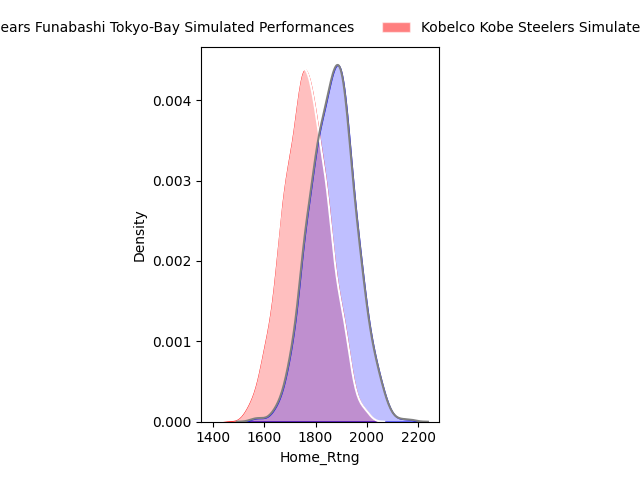 ears Funabashi Tokyo-Bay Simulated Performances Kobelco Kobe Steelers Simulate
0.004
0.003
0.002
0.001
0.000
Density
1400 1600 1800 2000 2200
Home_Rtng